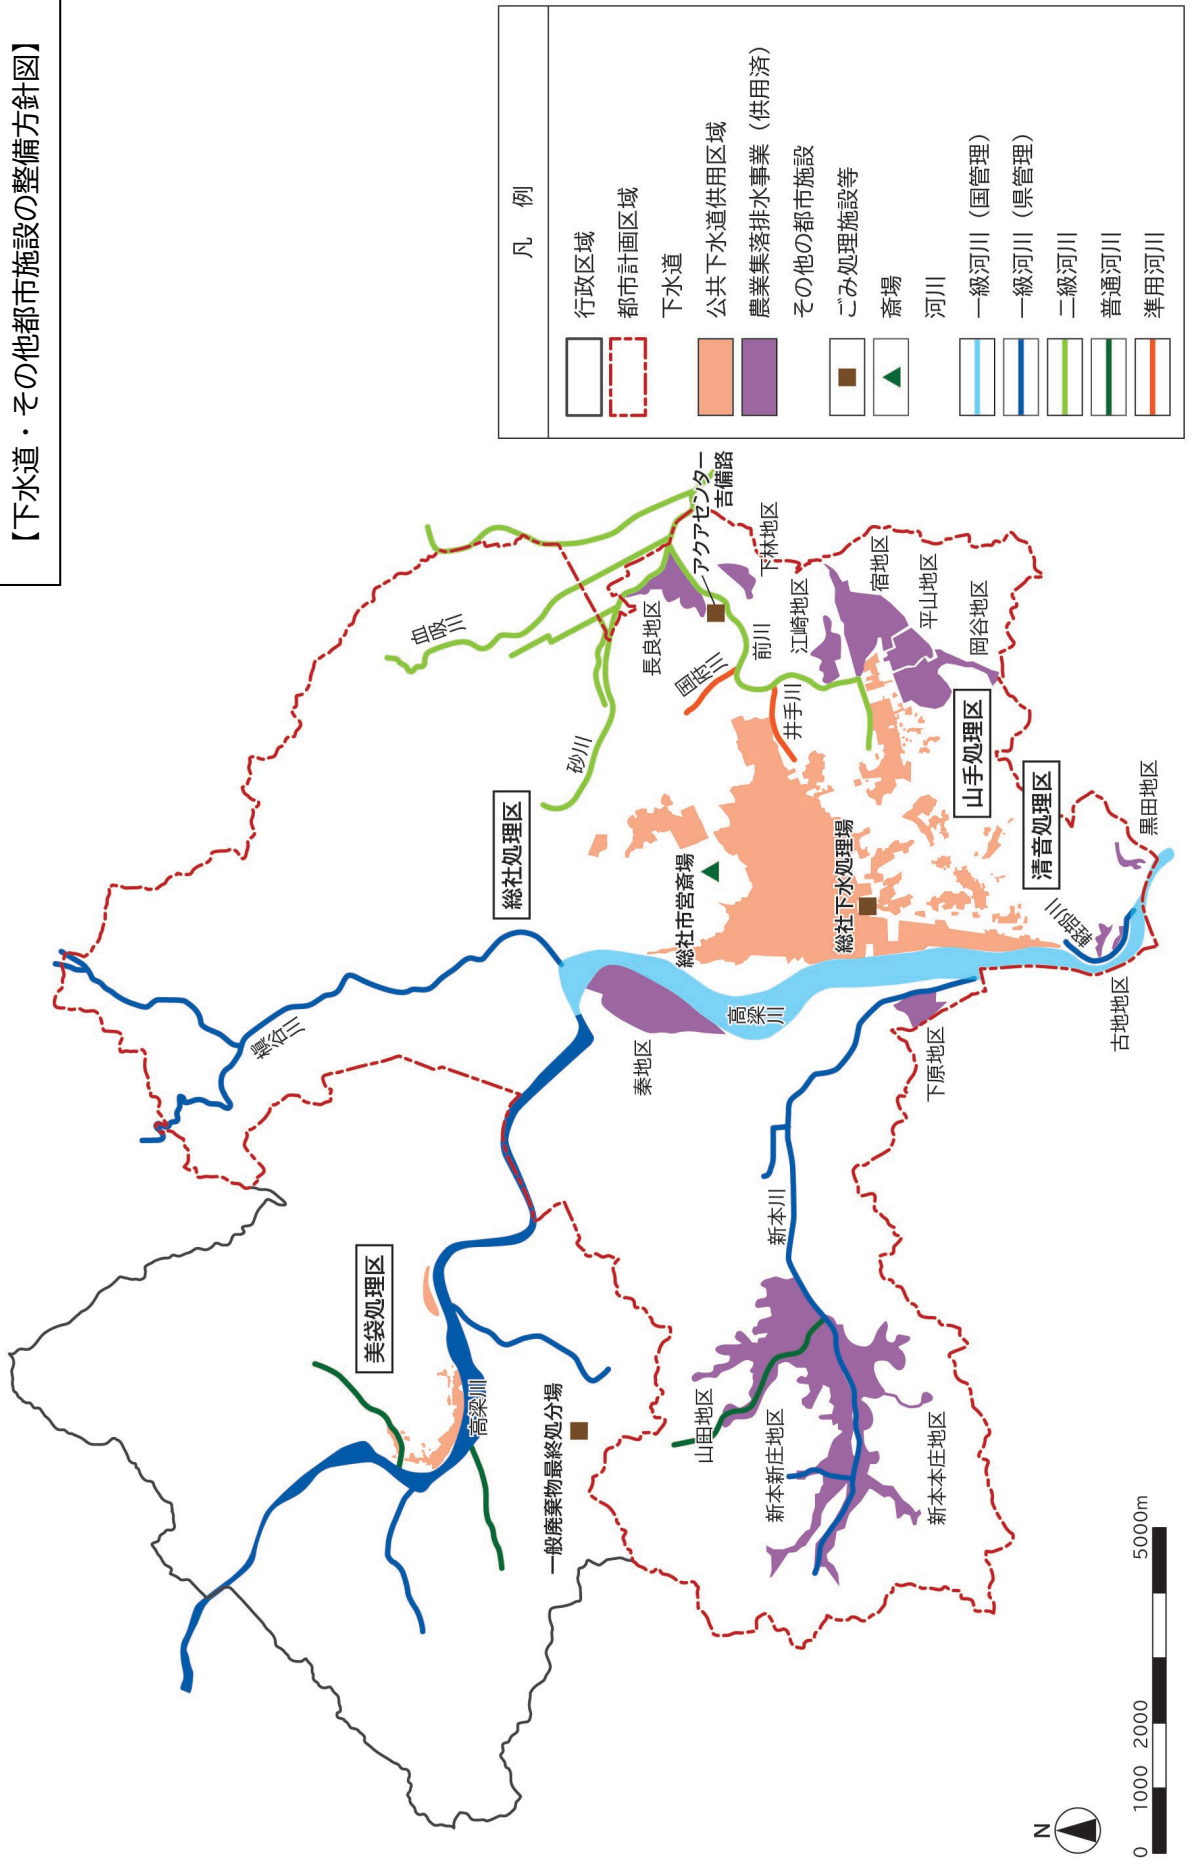 【下水道・その他都市施設の整備方針図】
凡　例
行政区域
都市計画区域
下水道
公共下水道供用区域
農業集落排水事業（供用済）
その他の都市施設
ごみ処理施設等
斎場
河川
一級河川（国管理）
一級河川（県管理）
二級河川
普通河川
準用河川
血吸川
砂川
長良地区
アクアセンター
吉備路
下林地区
国府川
前川
江崎地区
宿地区
平山地区
岡谷地区
井手川
山手処理区
清音処理区
黒田地区
総社処理区
総社市営斎場
総社下水処理場
軽部川
古地地区
槙谷川
秦地区
高梁川
下原地区
新本川
美袋処理区
高梁川
一般廃棄物最終処分場
山田地区
新本新庄地区
新本本庄地区
N
0
1000
2000
5000m